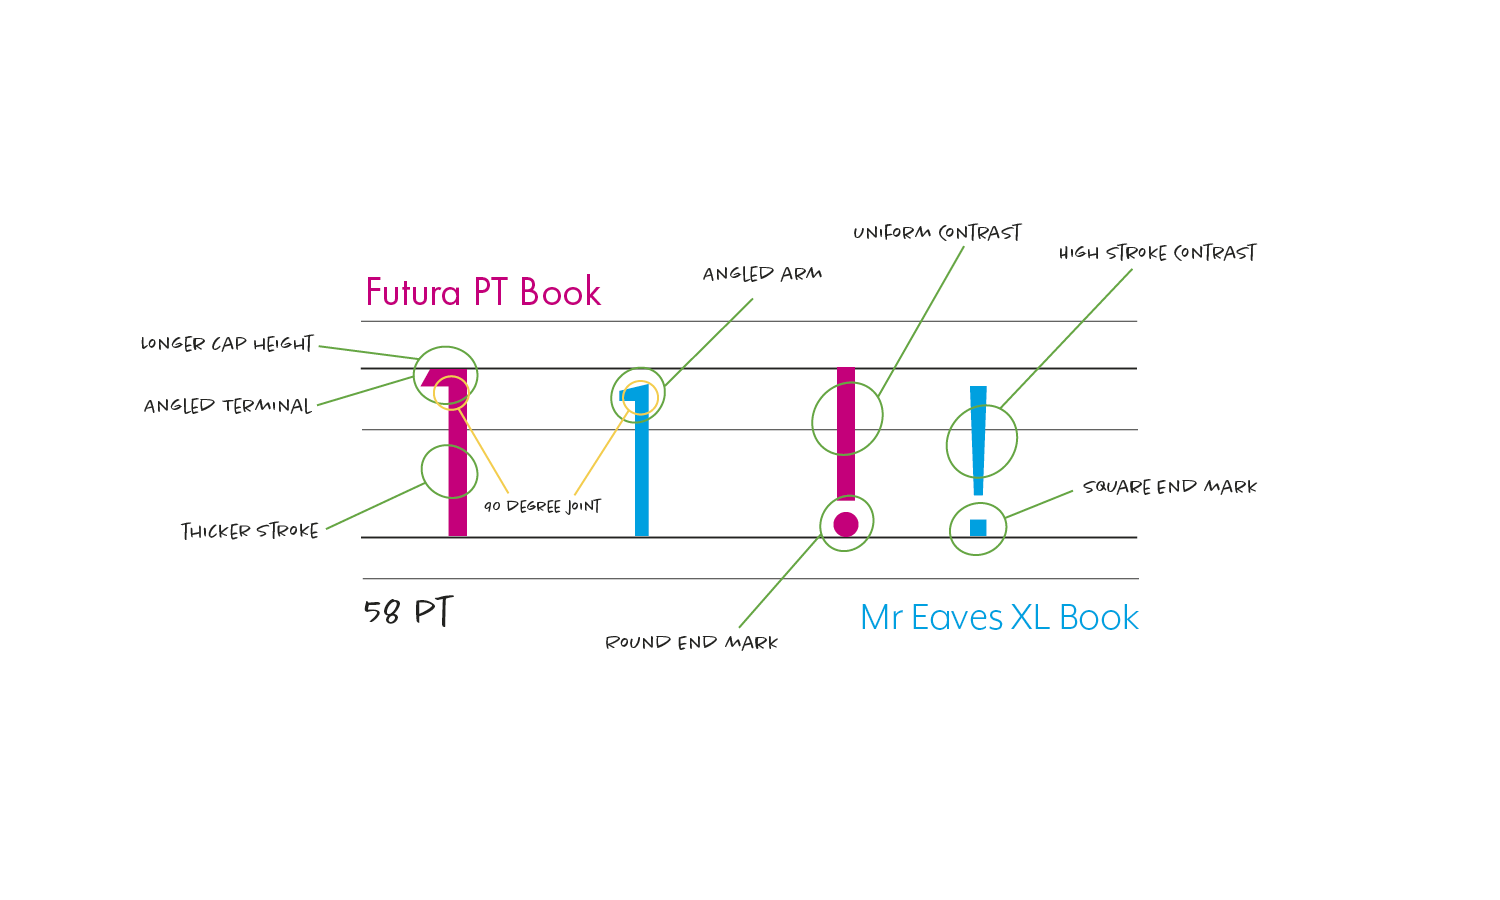 UNIFORM CONTRAST
HIGH STROKE CONTRAST
ANGLED ARM
Futura PT Book
LONGER CAP HEIGHT
ANGLED TERMINAL
1 1 ! !
SQUARE END MARK
90 DEGREE JOINT
THICKER STROKE
58 PT
Mr Eaves XL Book
ROUND END MARK